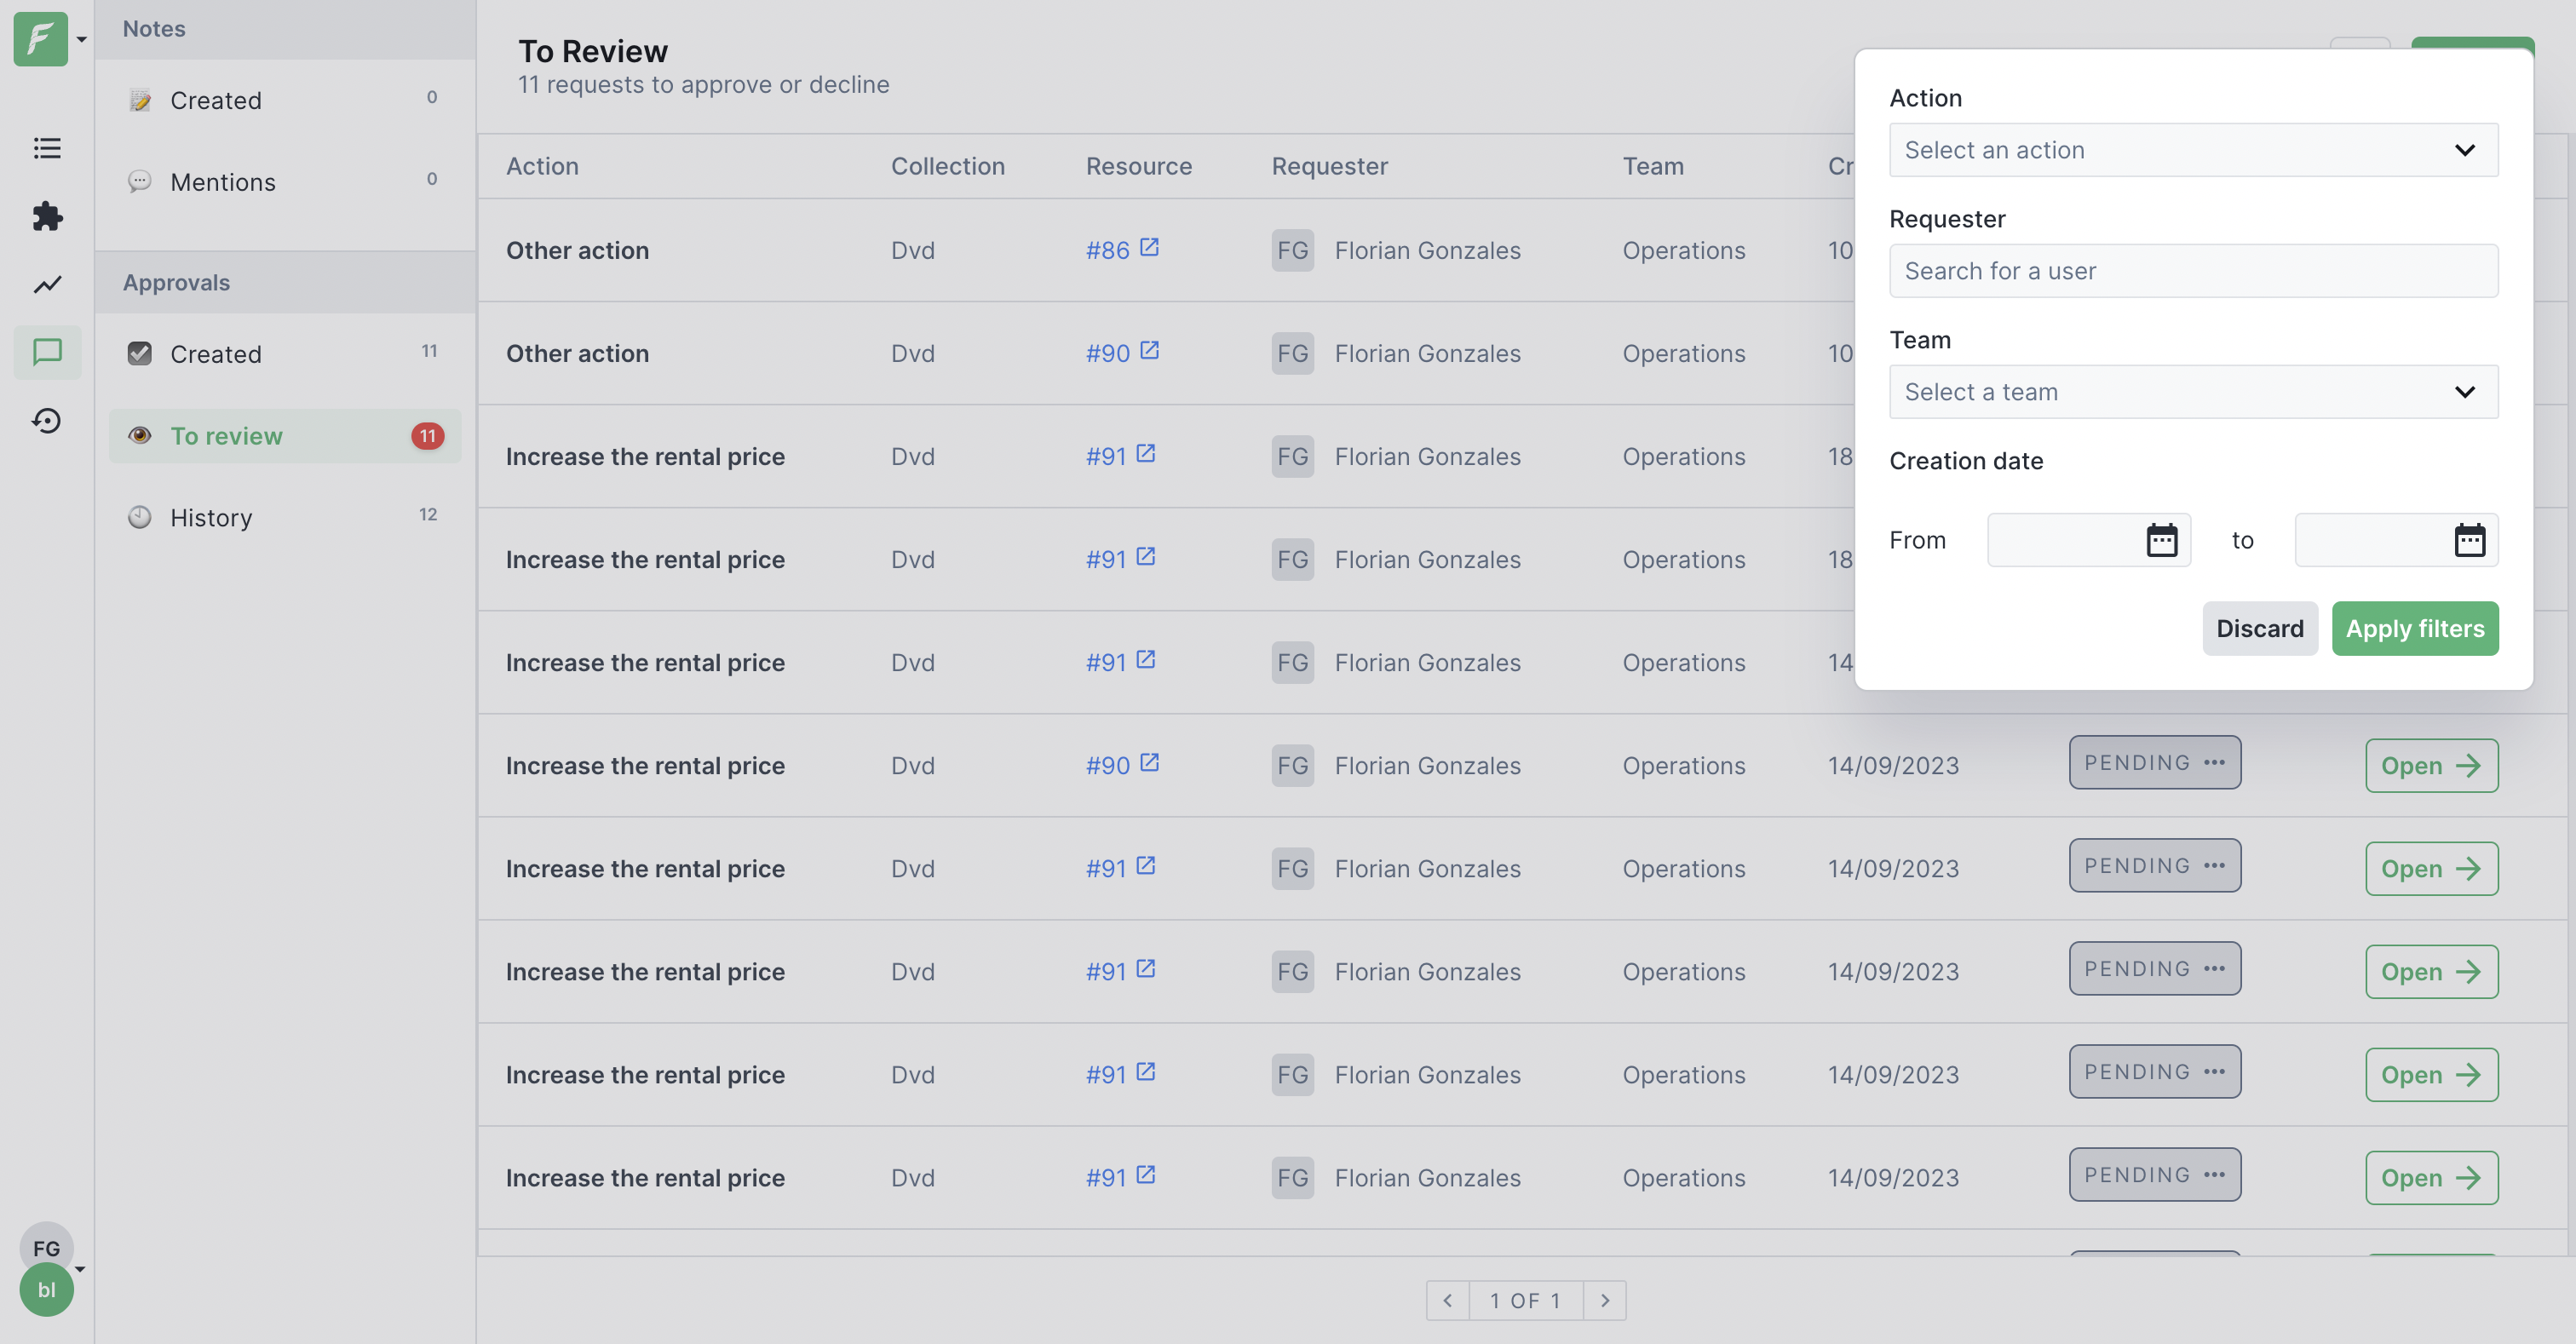 Notes
Created 0
Mentions 0
Approvals
Created 11
To review 11
History 12
FG
bl
To Review
11 requests to approve or decline
Action Collection Resource Requester Team Cr
Other action Dvd #86 FG Florian Gonzales Operations 10
Other action Dvd #90 FG Florian Gonzales Operations 10
Increase the rental price Dvd #91 FG Florian Gonzales Operations 18
Increase the rental price Dvd #91 FG Florian Gonzales Operations 18
Increase the rental price Dvd #91 FG Florian Gonzales Operations 14
Increase the rental price Dvd #90 FG Florian Gonzales Operations 14/09/2023 PENDING ••• Open
Increase the rental price Dvd #91 FG Florian Gonzales Operations 14/09/2023 PENDING ••• Open
Increase the rental price Dvd #91 FG Florian Gonzales Operations 14/09/2023 PENDING ••• Open
Increase the rental price Dvd #91 FG Florian Gonzales Operations 14/09/2023 PENDING ••• Open
Increase the rental price Dvd #91 FG Florian Gonzales Operations 14/09/2023 PENDING ••• Open
1 OF 1
Action
Select an action
Requester
Search for a user
Team
Select a team
Creation date
From to
Discard Apply filters